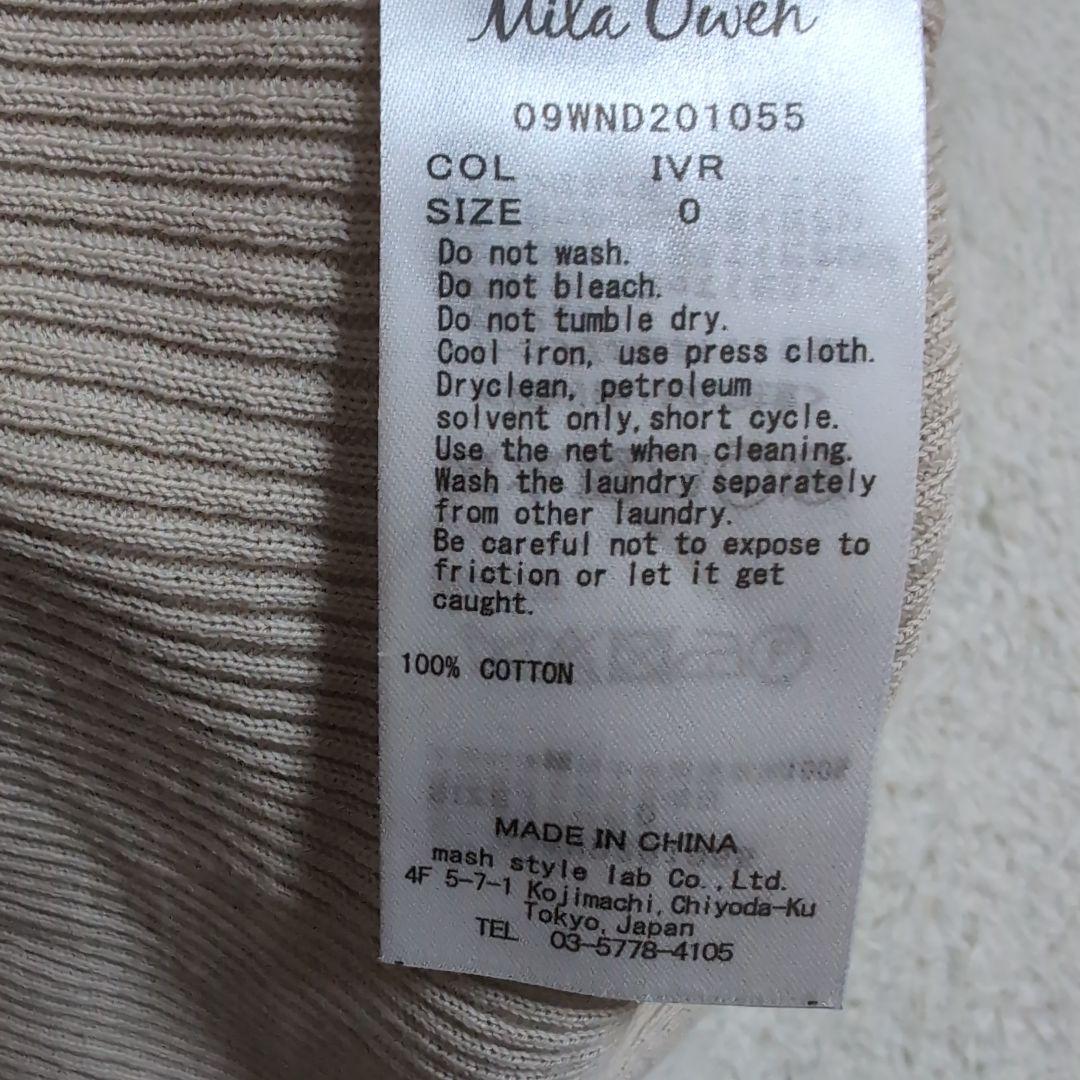 Mila Owen
09WND201055
COL IVR
SIZE 0
Do not wash.
Do not bleach.
Do not tumble dry.
Cool iron, use press cloth.
Dryclean, petroleum
solvent only, short cycle.
Use the net when cleaning.
Wash the laundry separately
from other laundry.
Be careful not to expose to
friction or let it get
caught.
100% COTTON
MADE IN CHINA
mash style lab Co.,Ltd.
4F 5-7-1 Kojimachi, Chiyoda-Ku
Tokyo, Japan
TEL 03-5778-4105